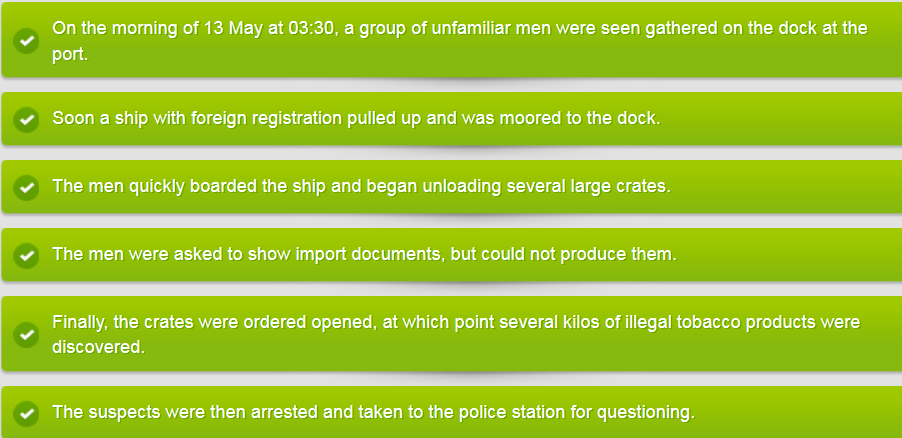 On the morning of 13 May at 03:30, a group of unfamiliar men were seen gathered on the dock at the
port.
Soon a ship with foreign registration pulled up and was moored to the dock.
The men quickly boarded the ship and began unloading several large crates.
The men were asked to show import documents, but could not produce them.
Finally, the crates were ordered opened, at which point several kilos of illegal tobacco products were
discovered.
The suspects were then arrested and taken to the police station for questioning.